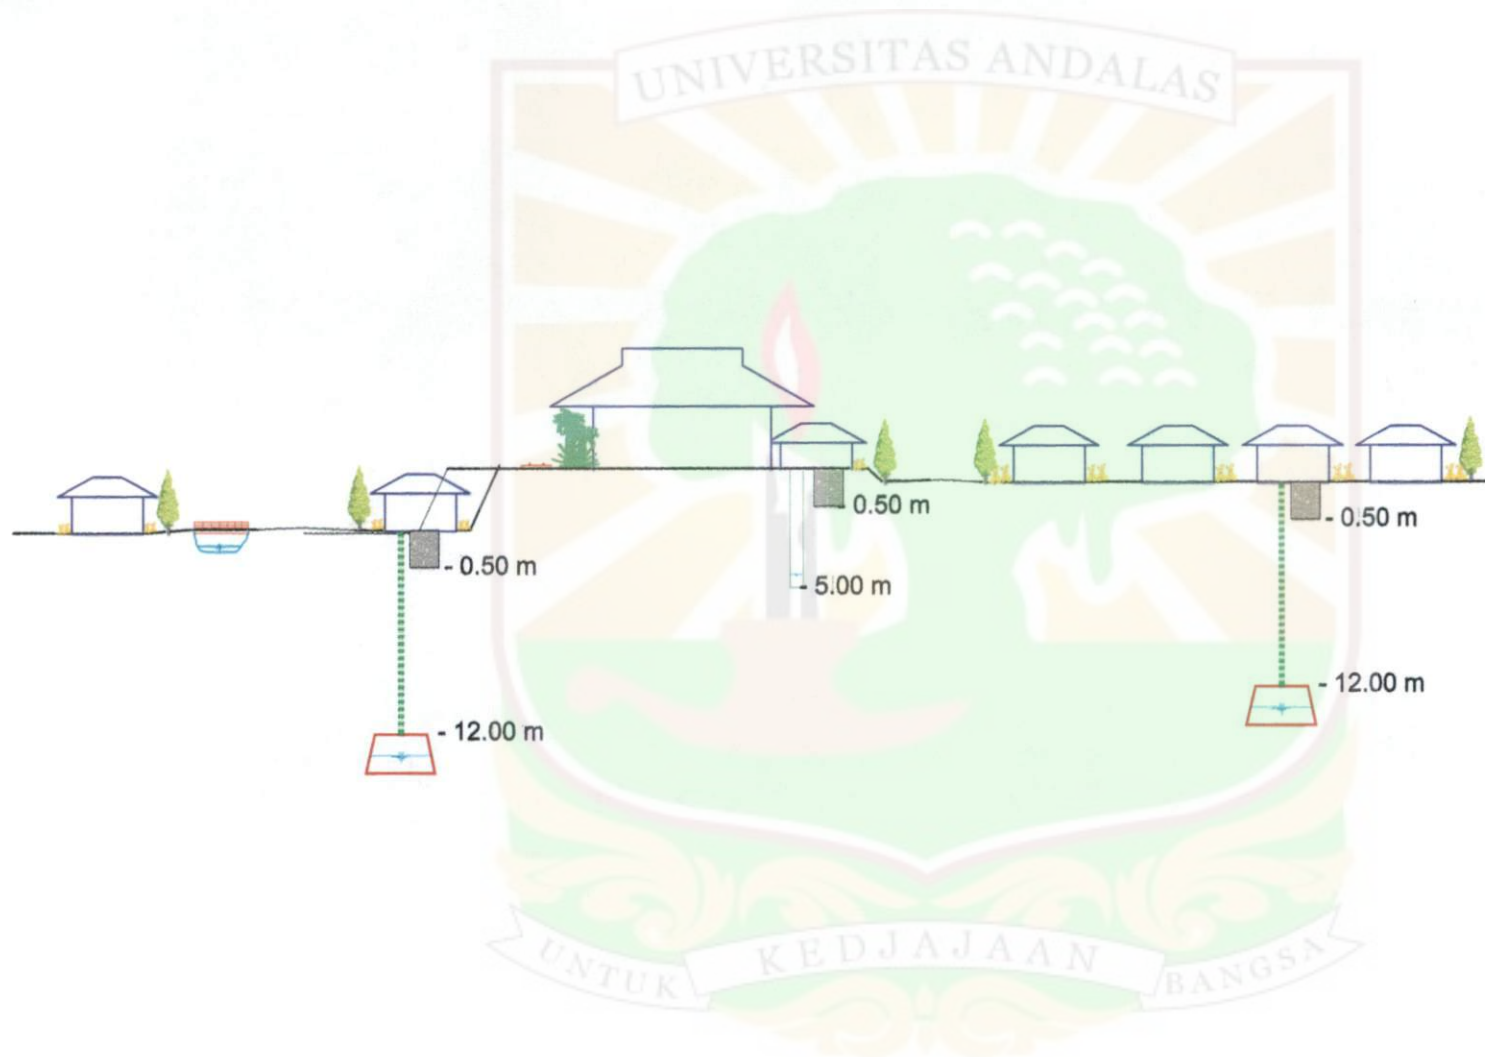 UNIVERSITAS ANDALAS
0.50 m
- 0.50 m
- 0.50 m
- 5.00 m
- 12.00 m
- 12.00 m
UNTUK KEDJAJAAN BANGSA